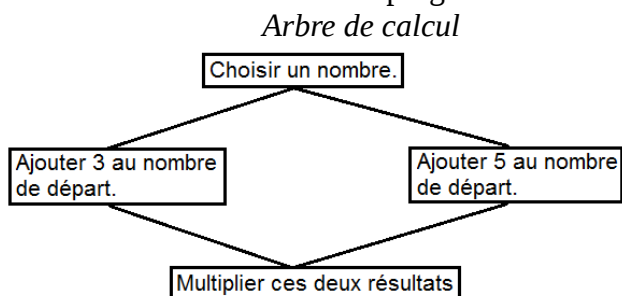 Arbre de calcul
Choisir un nombre.
Ajouter 3 au nombre
de départ.
Ajouter 5 au nombre
de départ.
Multiplier ces deux résultats